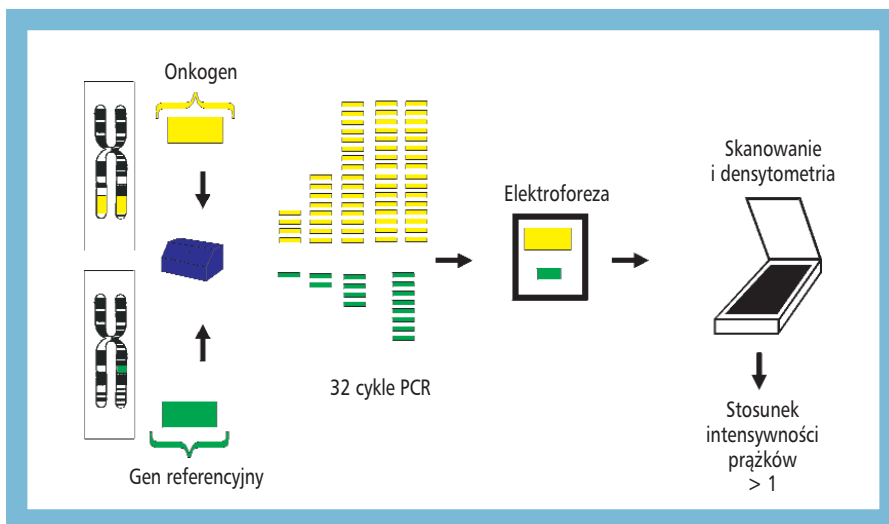 Onkogen
Gen referencyjny
32 cykle PCR
Elektroforeza
Skanowanie
i densytometria
Stosunek
intensywności
prążków
> 1